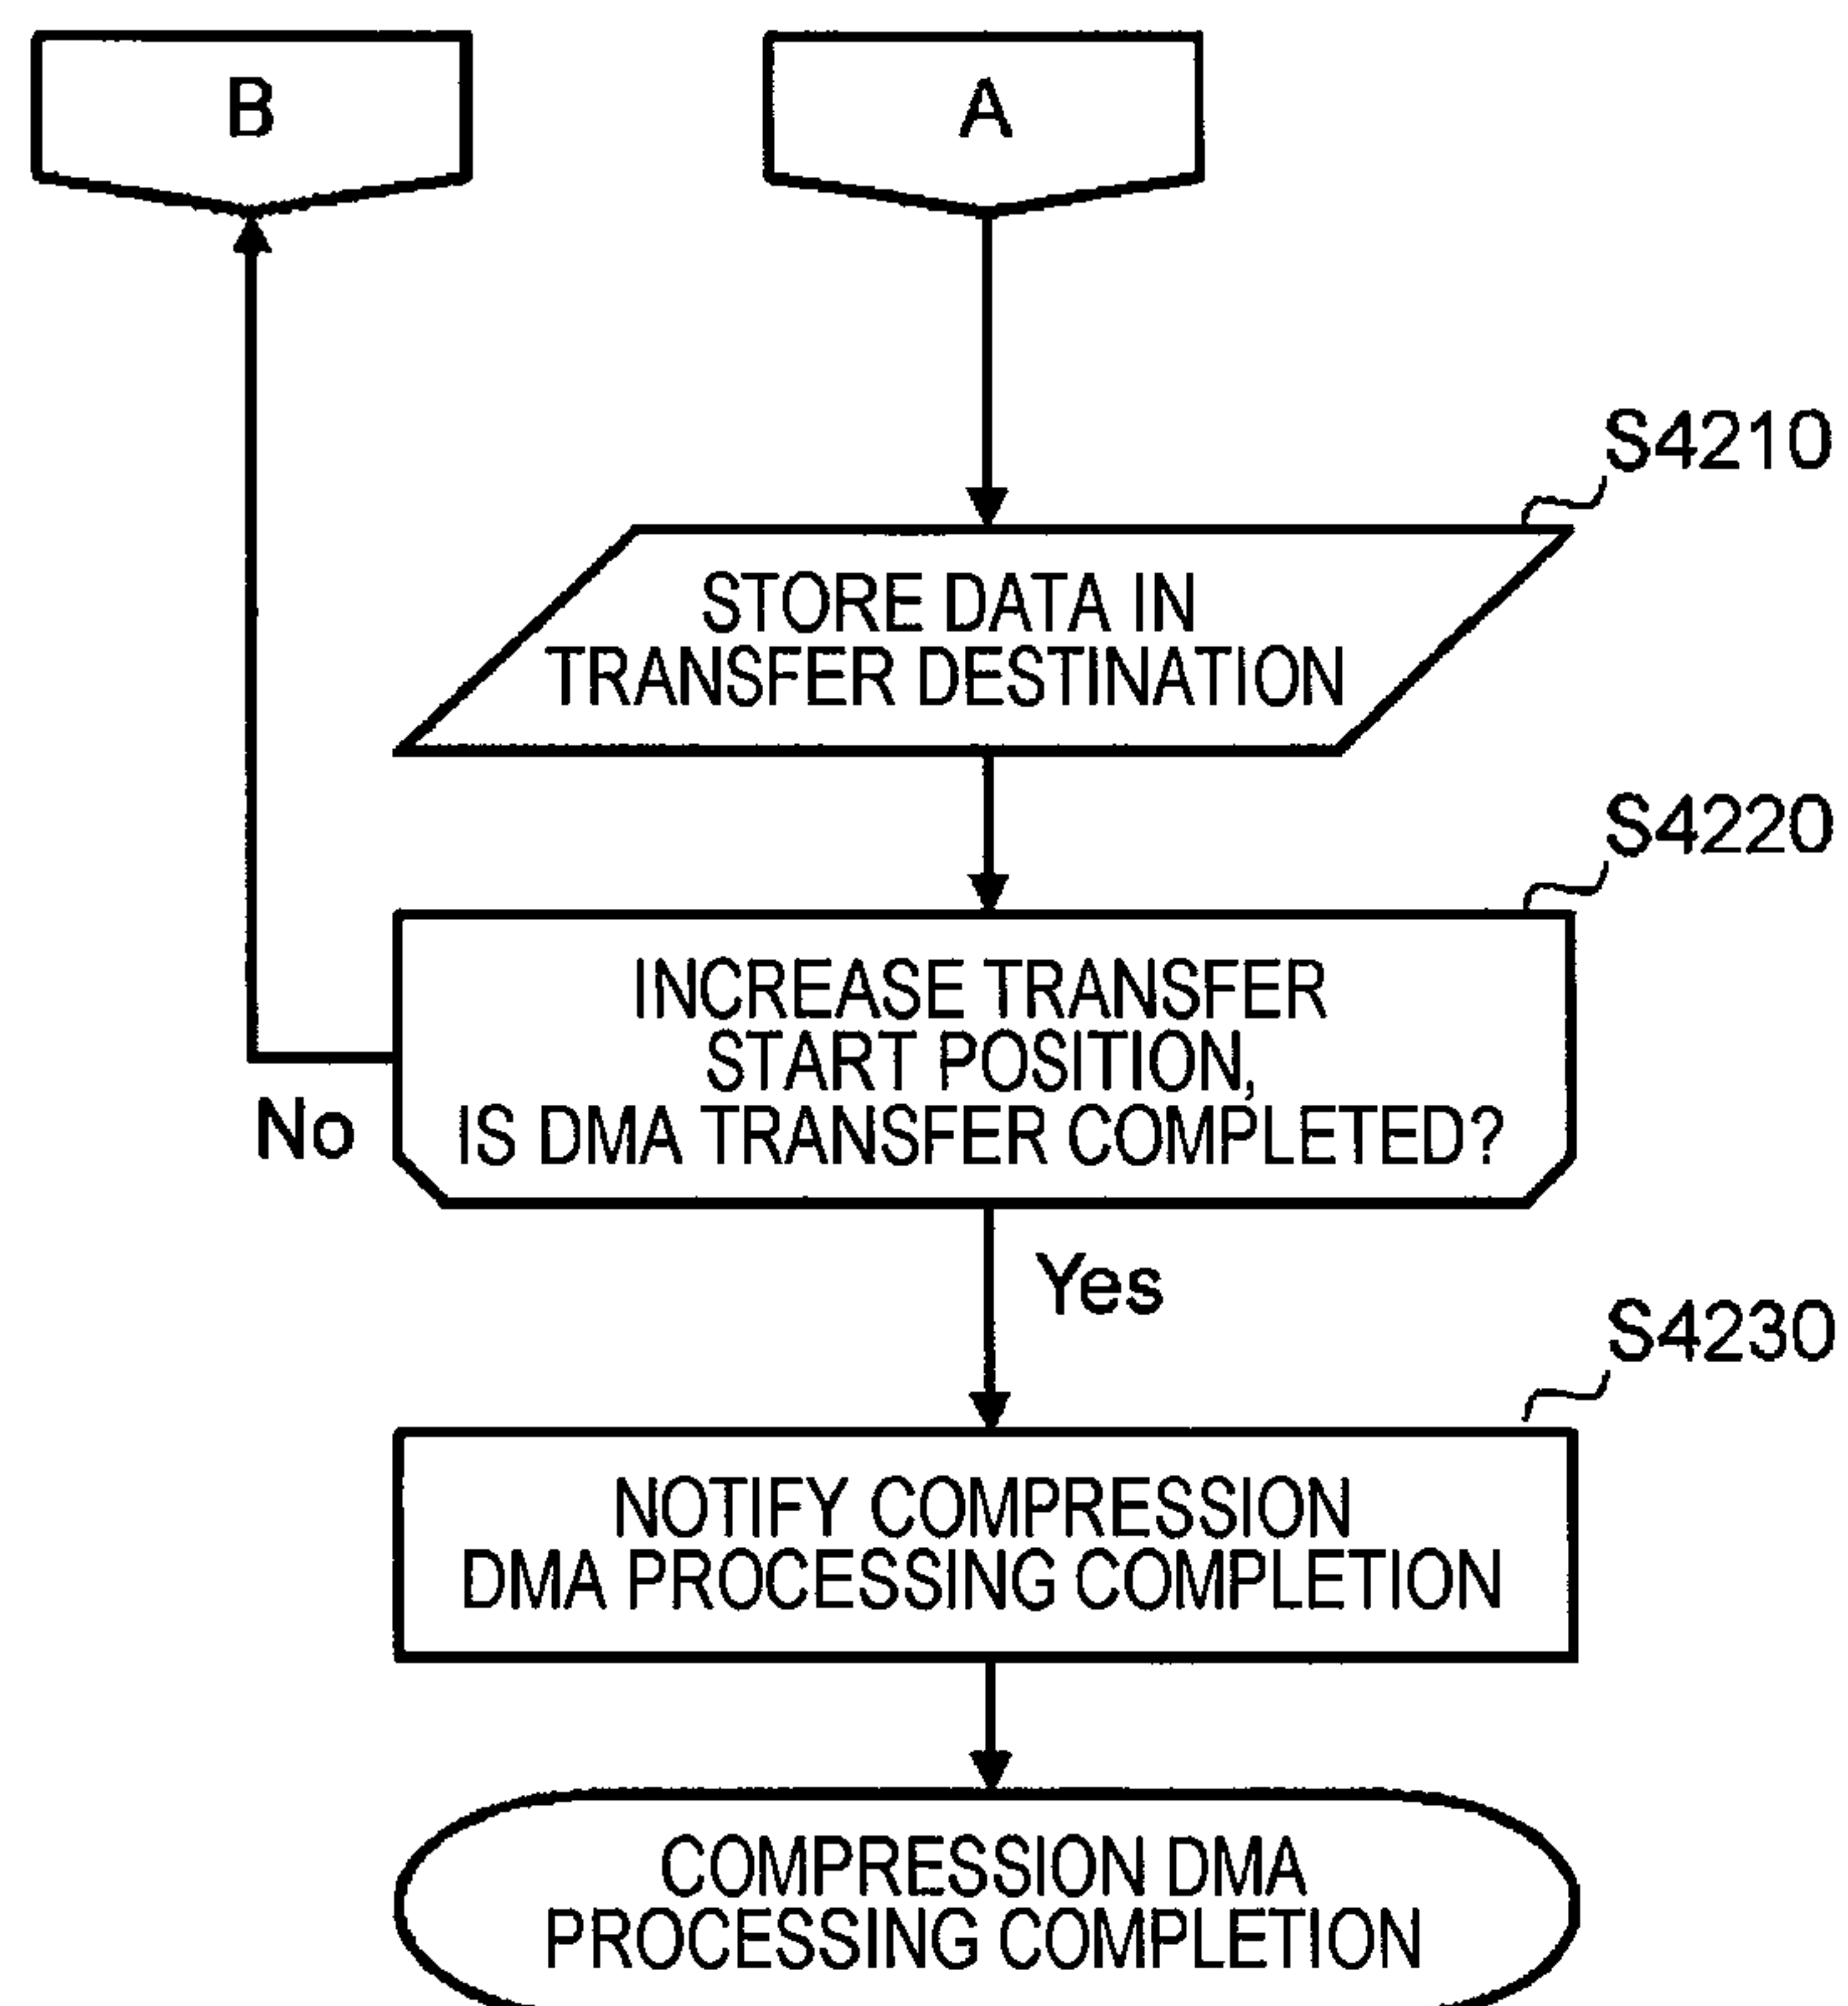 B
A
S4210
STORE DATA IN
TRANSFER DESTINATION
S4220
INCREASE TRANSFER
START POSITION,
IS DMA TRANSFER COMPLETED?
No
Yes
S4230
NOTIFY COMPRESSION
DMA PROCESSING COMPLETION
COMPRESSION DMA
PROCESSING COMPLETION